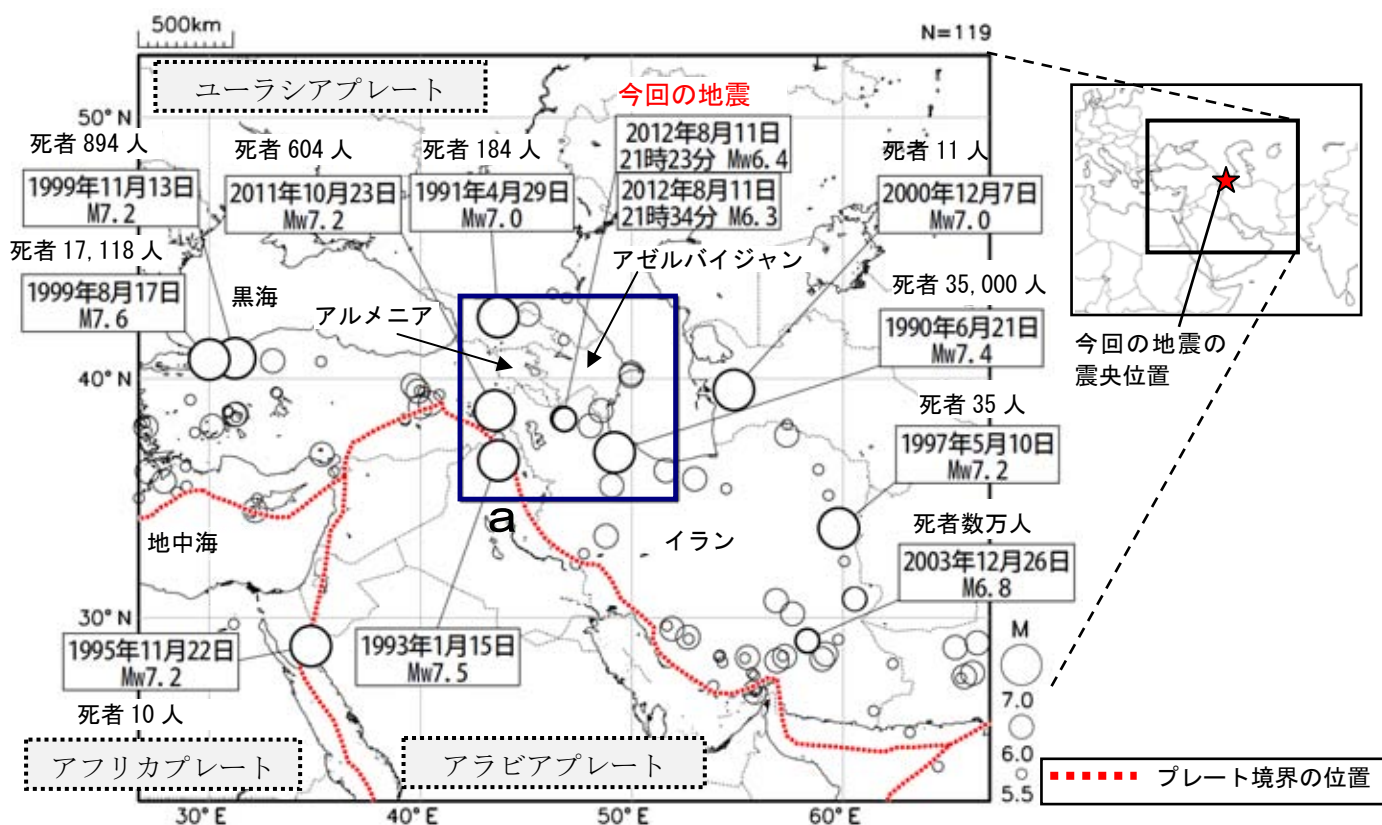 500km
N=119
ユーラシアプレート
今回の地震
50°N
死者 894 人
死者 604 人
死者 184 人
2012年8月11日
21時23分 Mw6.4
2012年8月11日
21時34分 M6.3
死者 11 人
1999年11月13日
M7.2
2011年10月23日
Mw7.2
1991年4月29日
Mw7.0
2000年12月7日
Mw7.0
死者 17,118 人
1999年8月17日
M7.6
黒海
アルメニア
アゼルバイジャン
死者 35,000 人
1990年6月21日
Mw7.4
今回の地震の
震央位置
40°N
死者 35 人
1997年5月10日
Mw7.2
a
地中海
イラン
死者数万人
2003年12月26日
M6.8
30°N
1995年11月22日
Mw7.2
1993年1月15日
Mw7.5
死者 10 人
アフリカプレート
アラビアプレート
M
7.0
6.0
5.5
プレート境界の位置
30°E
40°E
50°E
60°E